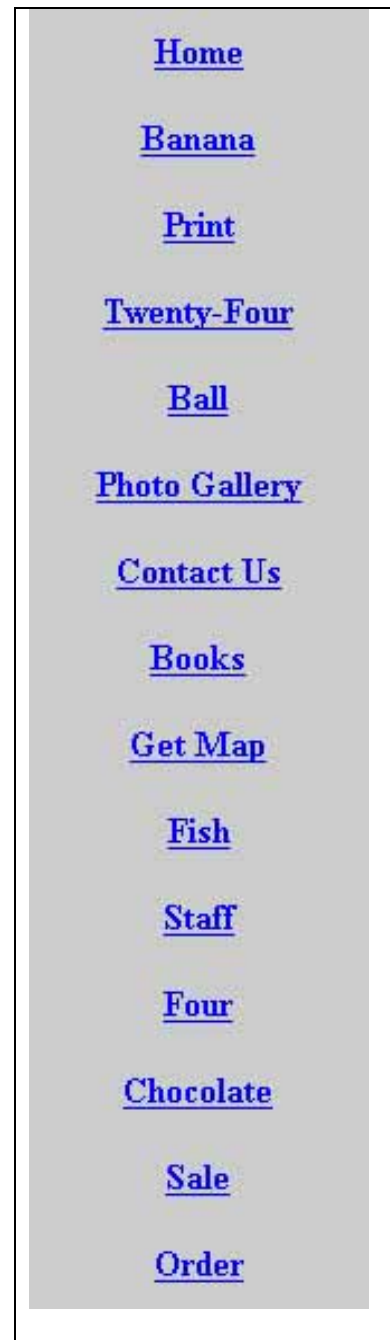 Home
Banana
Print
Twenty-Four
Ball
Photo Gallery
Contact Us
Books
Get Map
Fish
Staff
Four
Chocolate
Sale
Order